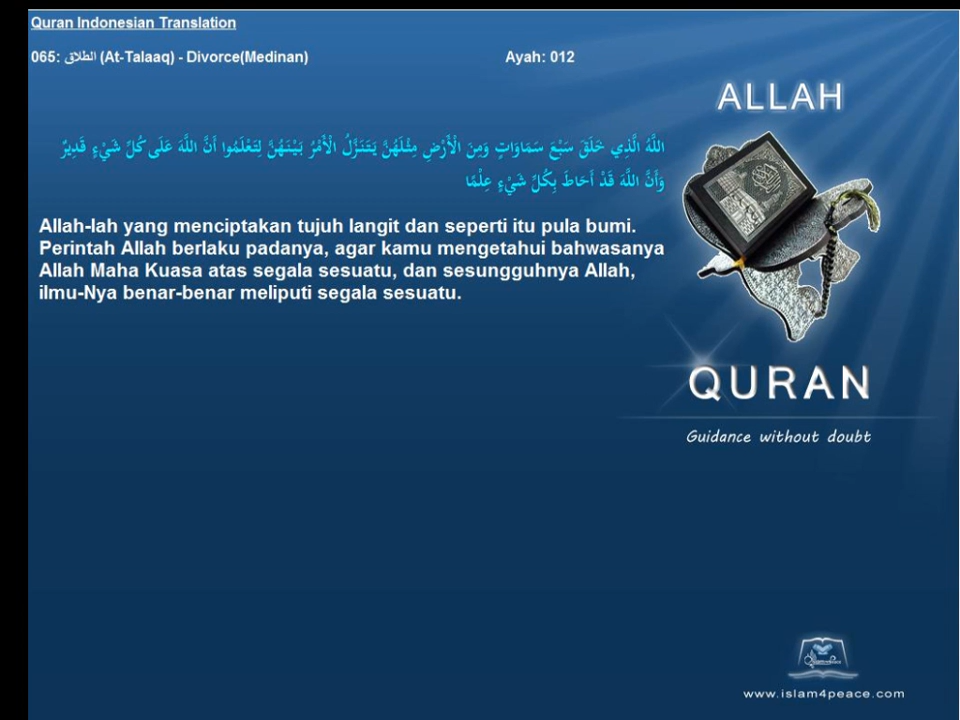 Quran Indonesian Translation
065: الطلاق (At-Talaaq) - Divorce(Medinan)
Ayah: 012
ALLAH
اللَّهُ الَّذِي خَلَقَ سَبْعَ سَمَاوَاتٍ وَمِنَ الْأَرْضِ مِثْلَهُنَّ يَتَنَزَّلُ الْأَمْرُ بَيْنَهُنَّ لِتَعْلَمُوا أَنَّ اللَّهَ عَلَى كُلِّ شَيْءٍ قَدِيرٌ
وَأَنَّ اللَّهَ قَدْ أَحَاطَ بِكُلِّ شَيْءٍ عِلْمًا
Allah-lah yang menciptakan tujuh langit dan seperti itu pula bumi.
Perintah Allah berlaku padanya, agar kamu mengetahui bahwasanya
Allah Maha Kuasa atas segala sesuatu, dan sesungguhnya Allah,
ilmu-Nya benar-benar meliputi segala sesuatu.
QURAN
Guidance without doubt
www.islam4peace.com